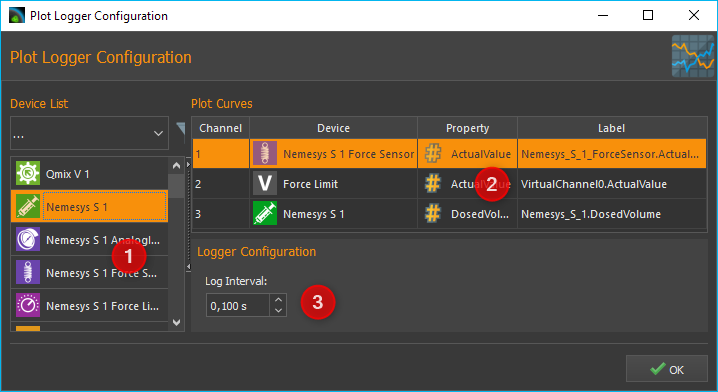 Plot Logger Configuration
Plot Logger Configuration
Device List
...
Qmix V 1
Nemesys S 1
Nemesys S 1 AnalogI...
Nemesys S 1 Force S...
Nemesys S 1 Force Li...
1
Plot Curves
Channel Device Property Label
1 Nemesys S 1 Force Sensor # ActualValue Nemesys_S_1_ForceSensor.Actual...
2 V Force Limit # ActualValue VirtualChannel0.ActualValue
3 Nemesys S 1 # DosedVol... Nemesys_S_1.DosedVolume
2
Logger Configuration
Log Interval:
0,100 s
3
OK